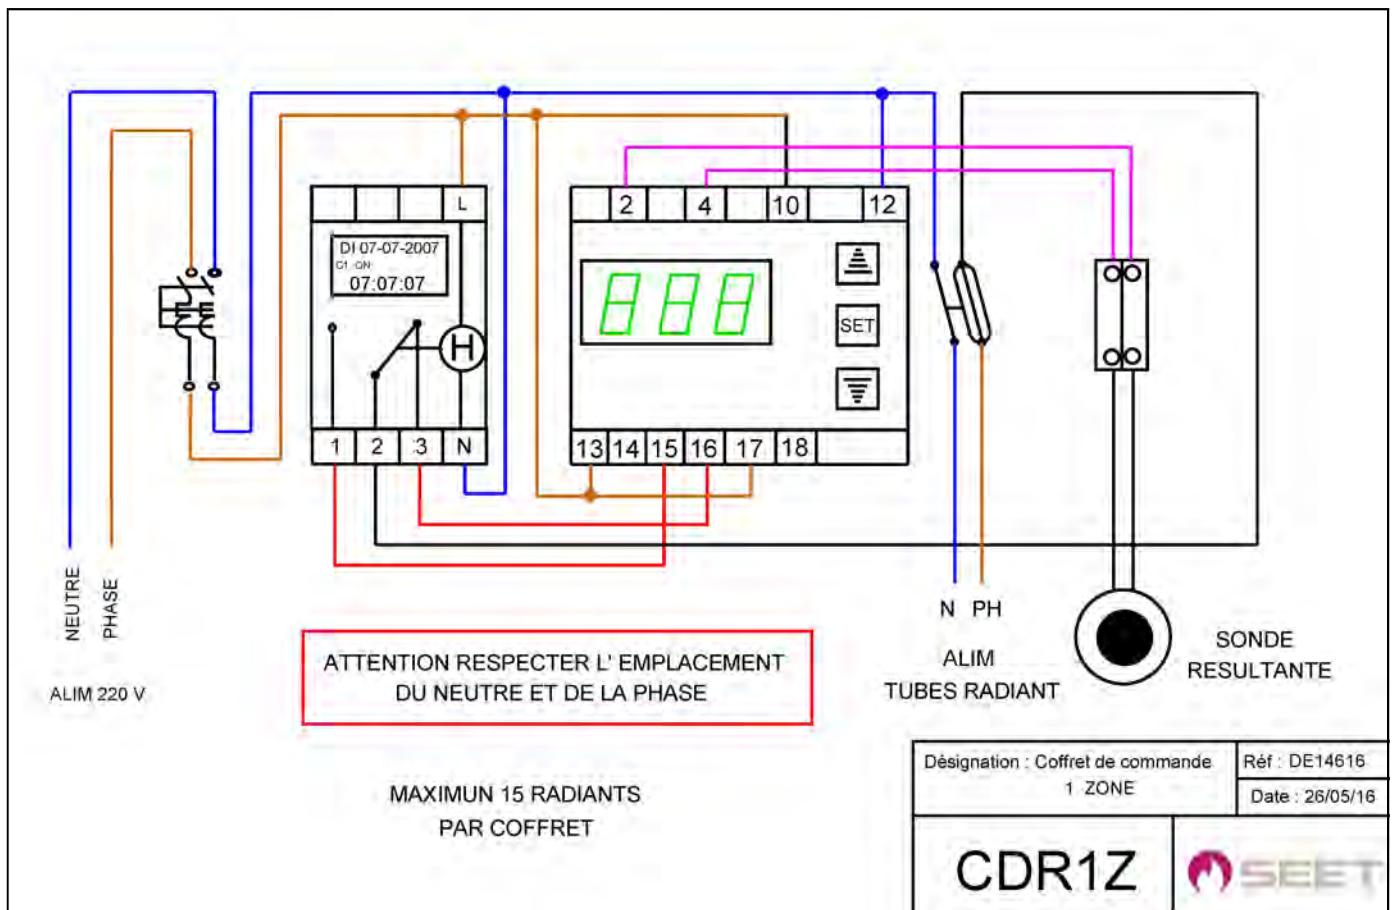 L
2
4
10
12
DI 07-07-2007
C1 ON
07:07:07
SET
H
1
2
3
N
13
14
15
16
17
18
NEUTRE
PHASE
ALIM 220 V
N PH
ALIM
TUBES RADIANT
SONDE
RESULTANTE
ATTENTION RESPECTER L' EMPLACEMENT
DU NEUTRE ET DE LA PHASE
MAXIMUN 15 RADIANTS
PAR COFFRET
Désignation : Coffret de commande
1 ZONE
Réf : DE14616
Date : 26/05/16
CDR1Z
SEET